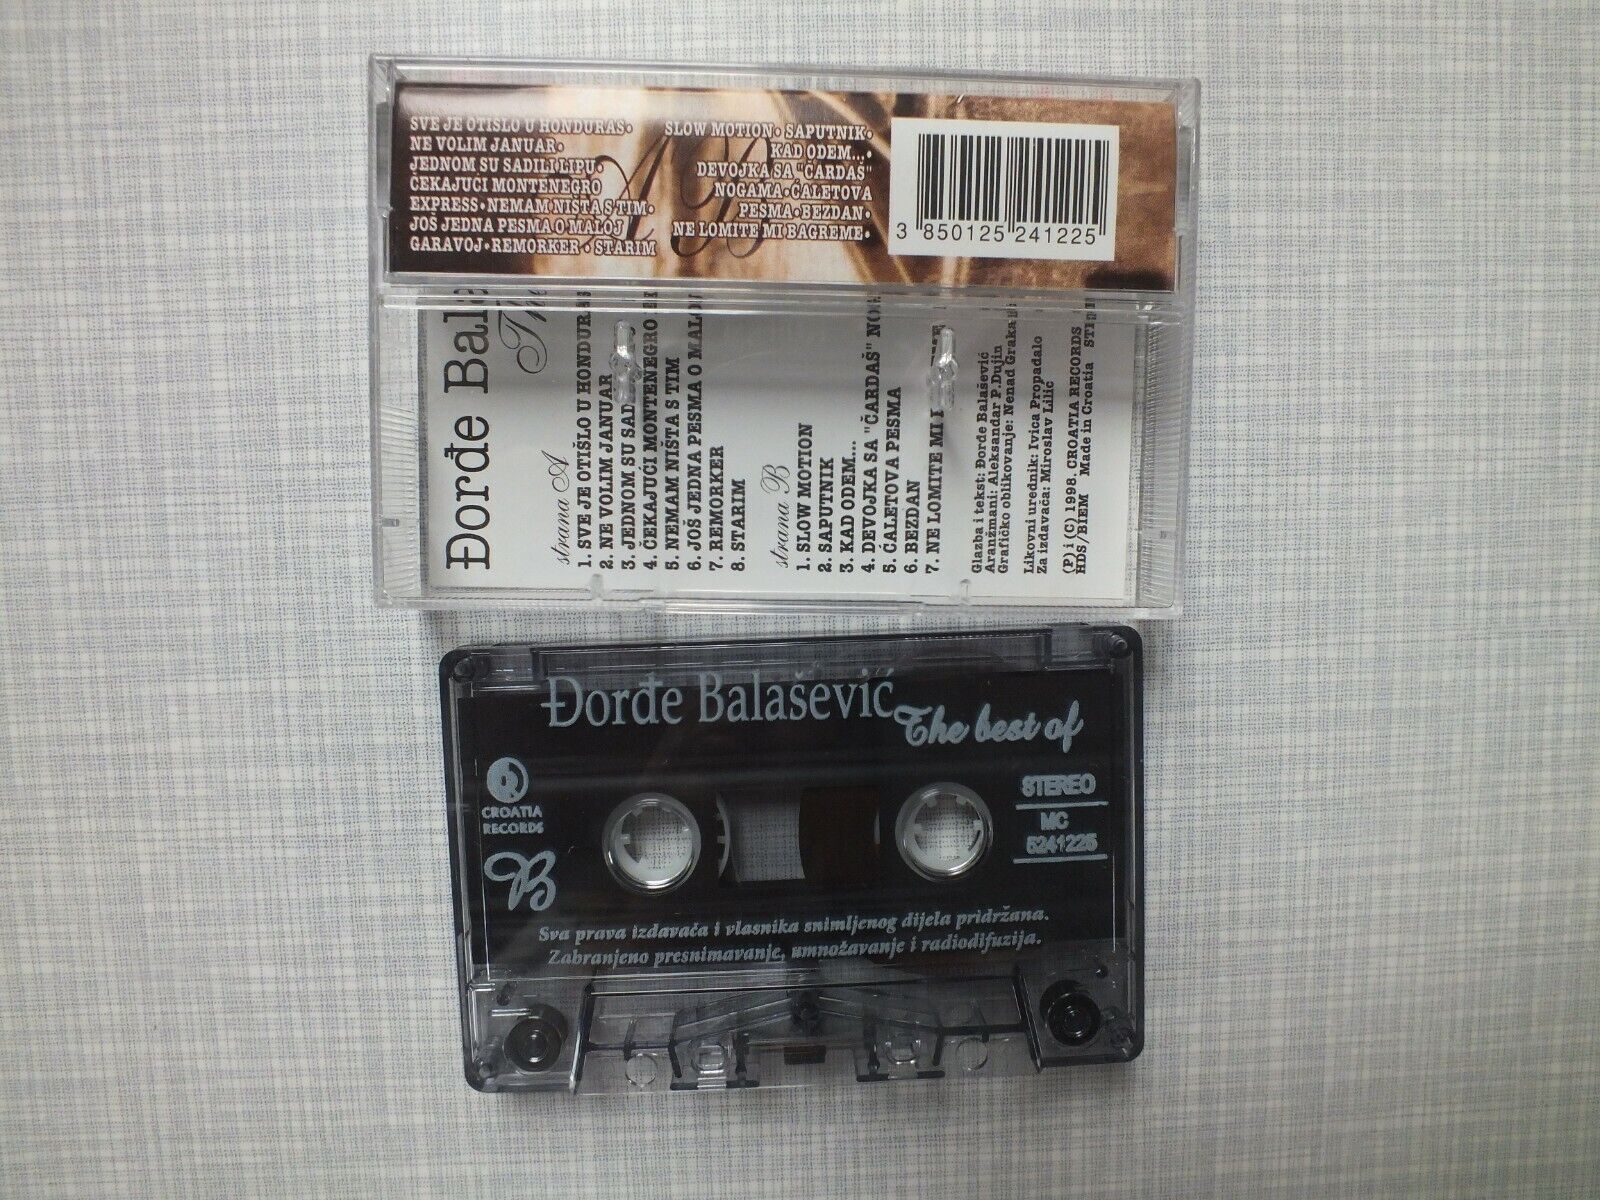 SVE JE OTIŠLO U HONDURAS •
NE VOLIM JANUAR •
JEDNOM SU SADILI LIPU •
ČEKAJUĆI MONTENEGRO
EXPRESS • NEMAM NIŠTA S TIM •
JOŠ JEDNA PESMA O MALOJ
GARAVOJ • REMORKER • STARIM
A
SLOW MOTION • SAPUTNIK •
KAD ODEM... •
DEVOJKA SA "ČARDAŠ"
NOGAMA • ĆALETOVA
PESMA • BEZDAN •
NE LOMITE MI BAGREME •
B
3 850125 241225
Đorđe Bala
strana A
1. SVE JE OTIŠLO U HONDURAS
2. NE VOLIM JANUAR
3. JEDNOM SU SAD
4. ČEKAJUĆI MONTENEGRO
5. NEMAM NIŠTA S TIM
6. JOŠ JEDNA PESMA O MALO
7. REMORKER
8. STARIM
strana B
1. SLOW MOTION
2. SAPUTNIK
3. KAD ODEM...
4. DEVOJKA SA "ČARDAŠ" NO
5. ĆALETOVA PESMA
6. BEZDAN
7. NE LOMITE MI
Glazba i tekst: Đorđe Balašević
Aranžmani: Aleksandar P. Dujin
Grafičko oblikovanje: Nenad Graka
Likovni urednik: Ivica Propadalo
Za izdavača: Miroslav Lilić
(P) i (C) 1998. CROATIA RECORDS
HDS/BIEM Made in Croatia
Đorđe Balašević
The best of
CROATIA
RECORDS
B
STEREO
MC
5241225
Sva prava izdavača i vlasnika snimljenog dijela pridržana.
Zabranjeno presnimavanje, umnožavanje i radiodifuzija.